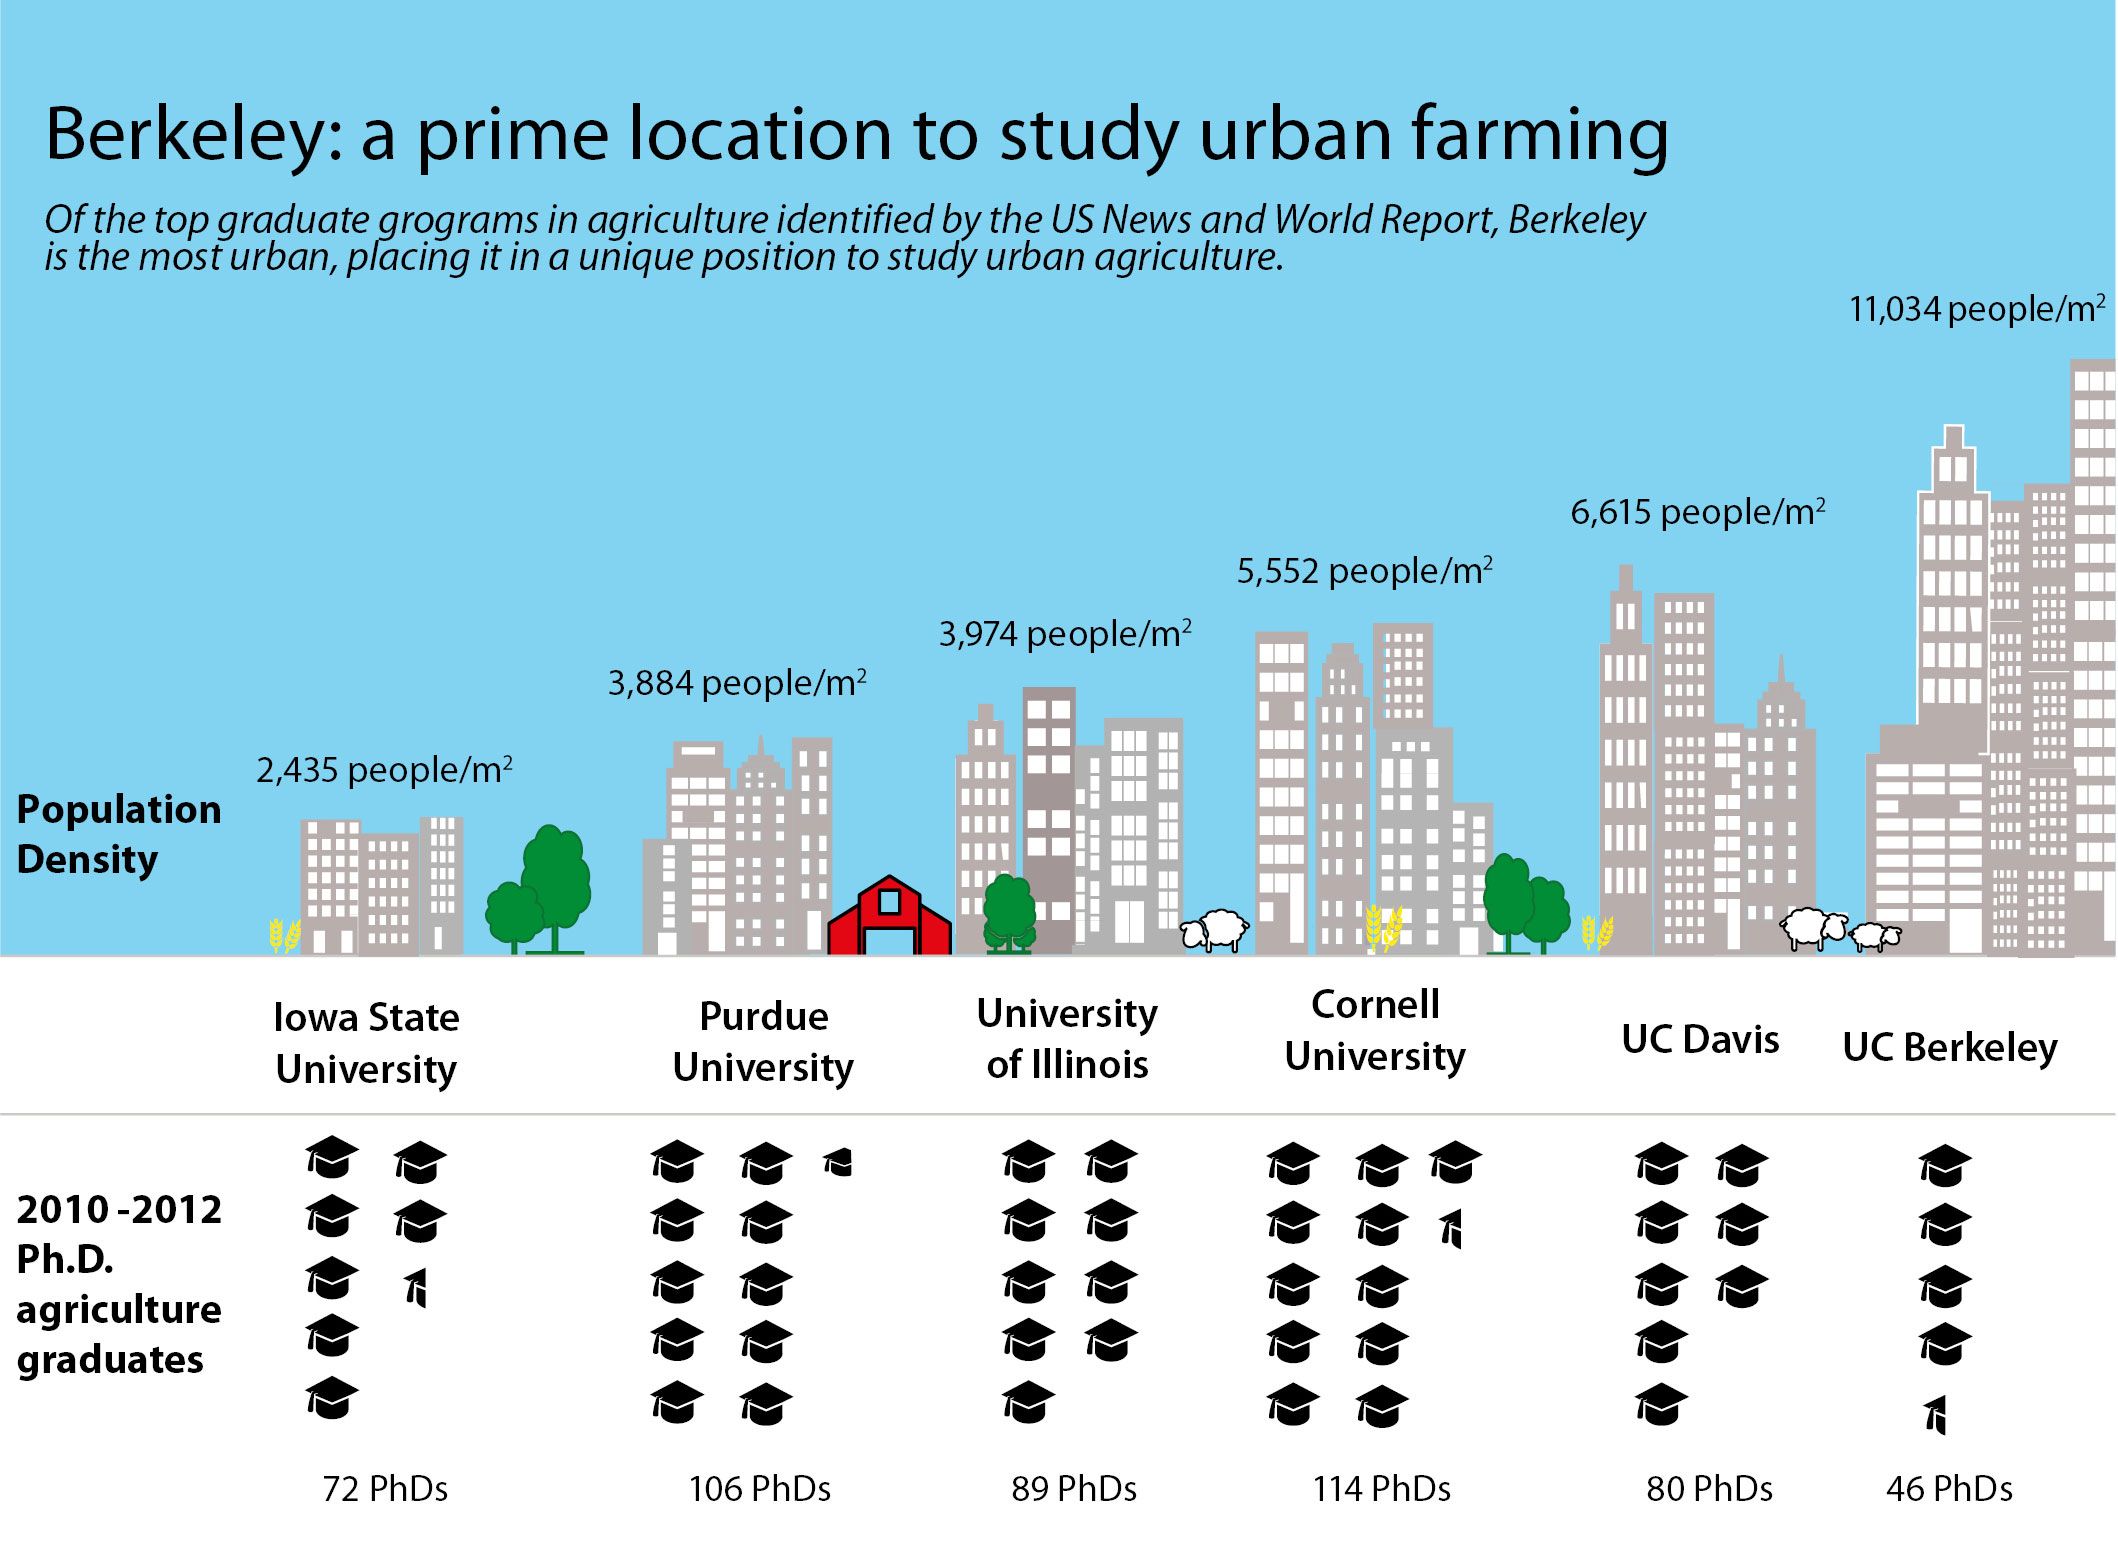 Berkeley: a prime location to study urban farming
Of the top graduate grograms in agriculture identified by the US News and World Report, Berkeley
is the most urban, placing it in a unique position to study urban agriculture.
11,034 people/m²
6,615 people/m²
5,552 people/m²
3,974 people/m²
3,884 people/m²
2,435 people/m²
Population
Density
Iowa State
University
Purdue
University
University
of Illinois
Cornell
University
UC Davis
UC Berkeley
2010 -2012
Ph.D.
agriculture
graduates
72 PhDs
106 PhDs
89 PhDs
114 PhDs
80 PhDs
46 PhDs